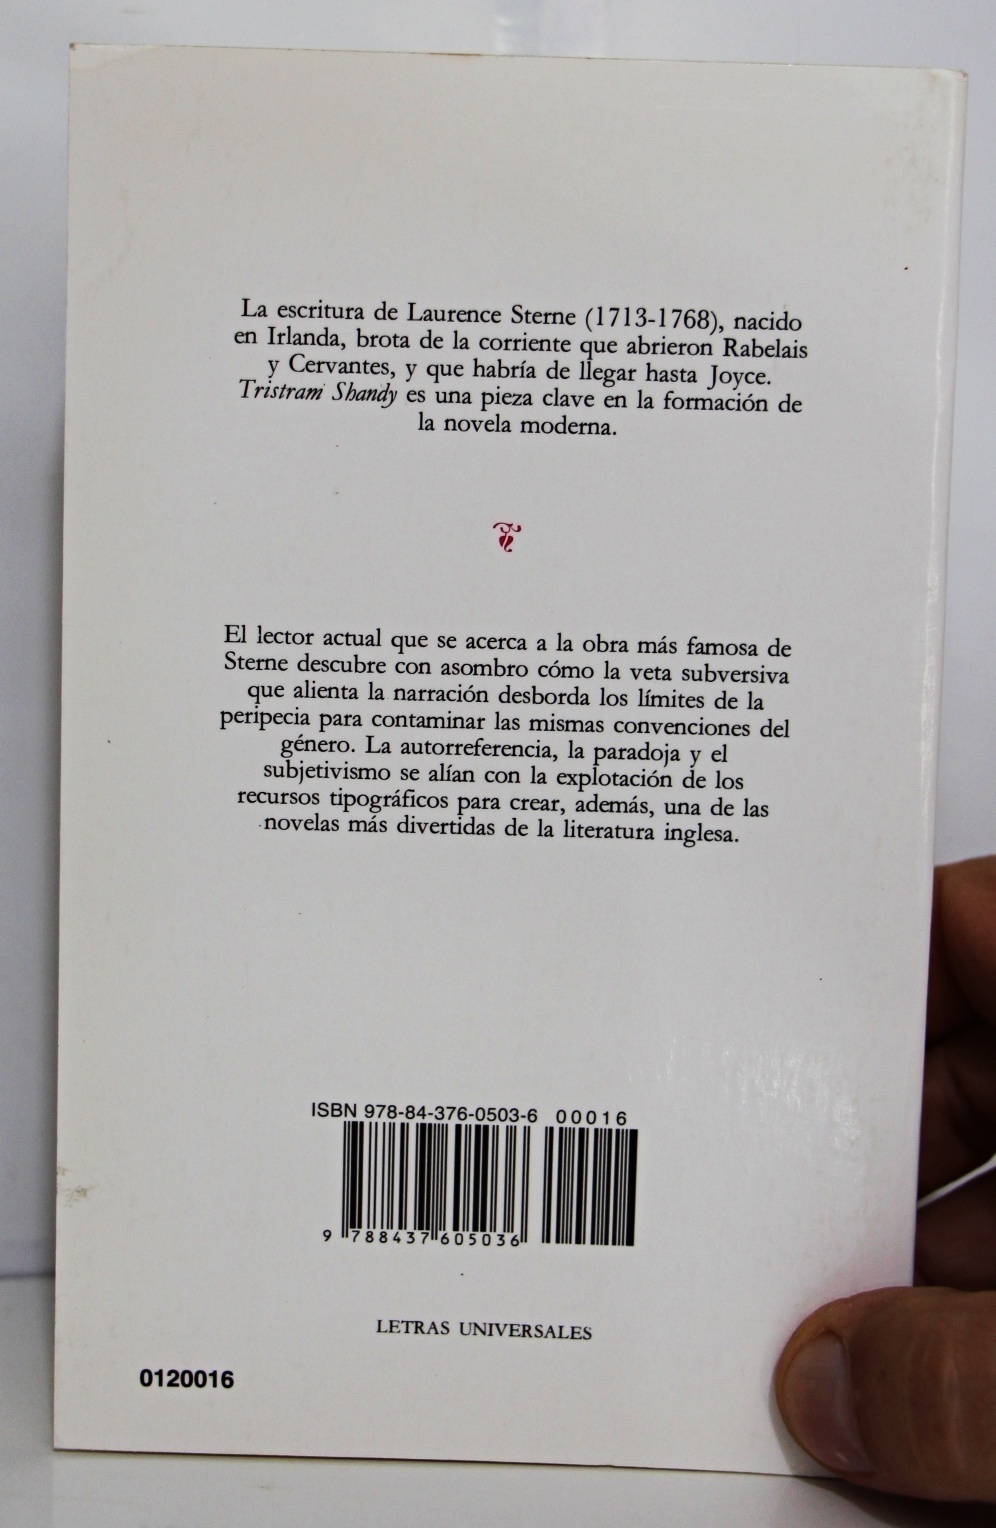 La escritura de Laurence Sterne (1713-1768), nacido
en Irlanda, brota de la corriente que abrieron Rabelais
y Cervantes, y que habría de llegar hasta Joyce.
Tristram Shandy es una pieza clave en la formación de
la novela moderna.
El lector actual que se acerca a la obra más famosa de
Sterne descubre con asombro cómo la veta subversiva
que alienta la narración desborda los límites de la
peripecia para contaminar las mismas convenciones del
género. La autorreferencia, la paradoja y el
subjetivismo se alían con la explotación de los
recursos tipográficos para crear, además, una de las
novelas más divertidas de la literatura inglesa.
ISBN 978-84-376-0503-6 00016
9 788437 605036
LETRAS UNIVERSALES
0120016